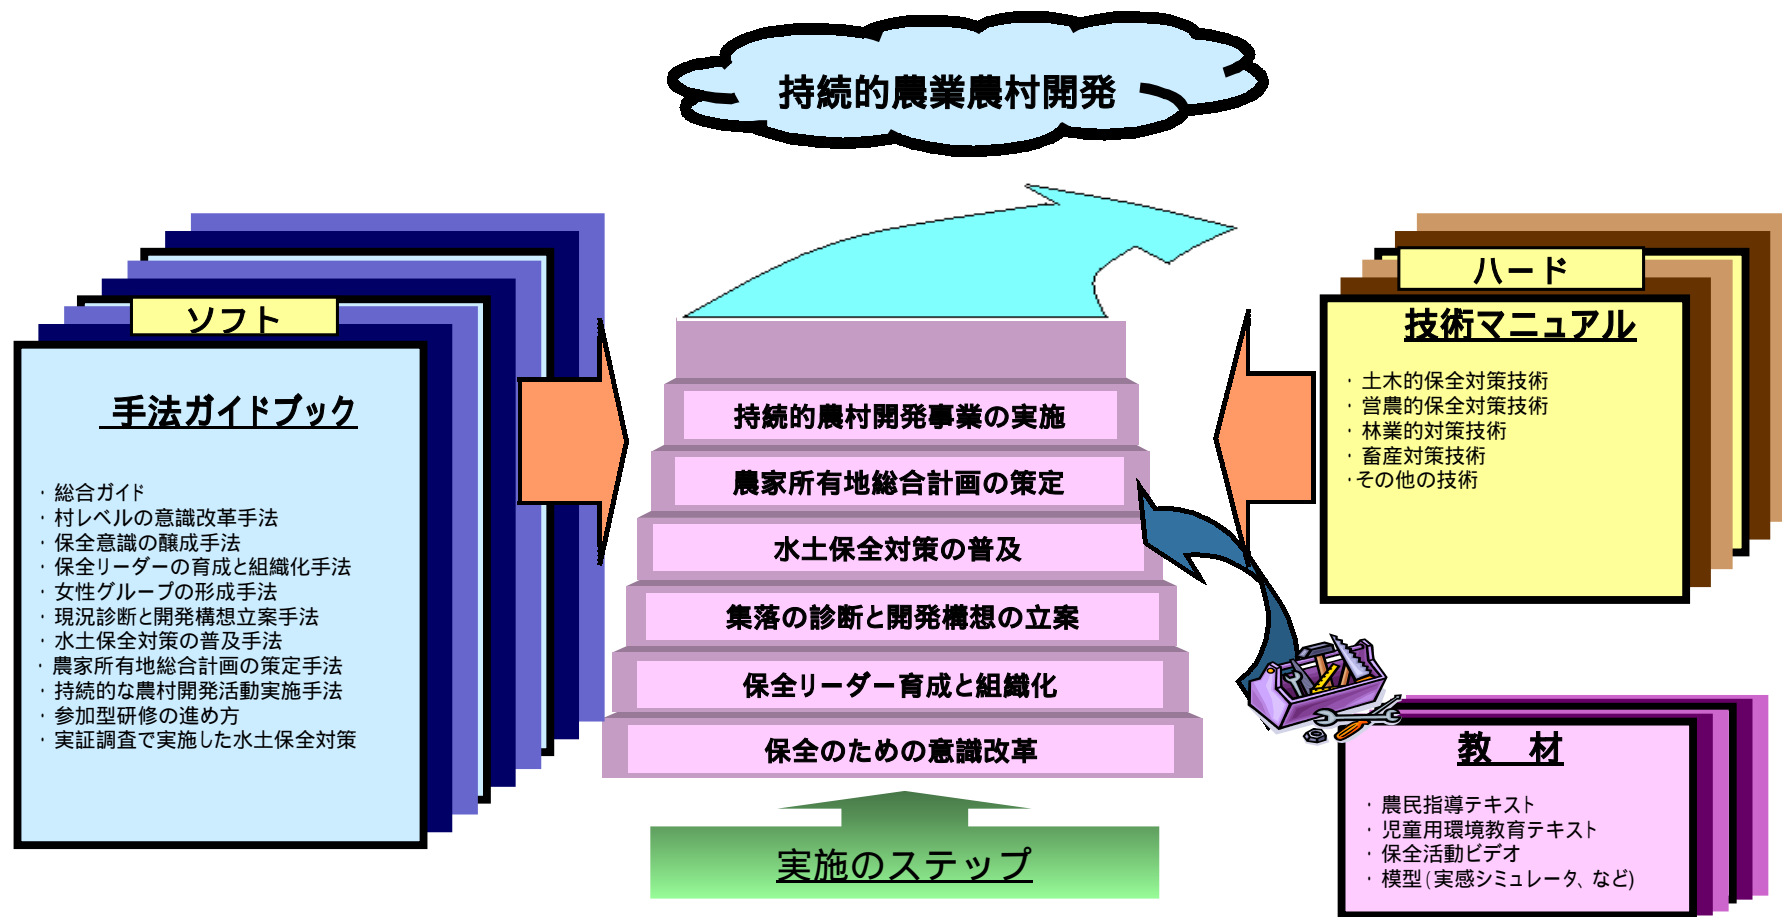 持続的農業農村開発
ソフト
手法ガイドブック
・総合ガイド
・村レベルの意識改革手法
・保全意識の醸成手法
・保全リーダーの育成と組織化手法
・女性グループの形成手法
・現況診断と開発構想立案手法
・水土保全対策の普及手法
・農家所有地総合計画の策定手法
・持続的な農村開発活動実施手法
・参加型研修の進め方
・実証調査で実施した水土保全対策
持続的農村開発事業の実施
農家所有地総合計画の策定
水土保全対策の普及
集落の診断と開発構想の立案
保全リーダー育成と組織化
保全のための意識改革
実施のステップ
ハード
技術マニュアル
・土木的保全対策技術
・営農的保全対策技術
・林業的対策技術
・畜産対策技術
・その他の技術
教　材
・農民指導テキスト
・児童用環境教育テキスト
・保全活動ビデオ
・模型(実感シミュレータ、など)